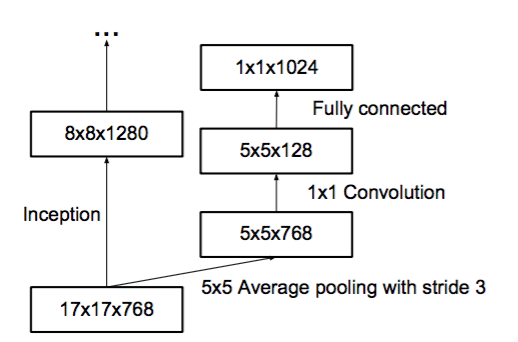 ...
1x1x1024
Fully connected
8x8x1280
5x5x128
1x1 Convolution
Inception
5x5x768
5x5 Average pooling with stride 3
17x17x768